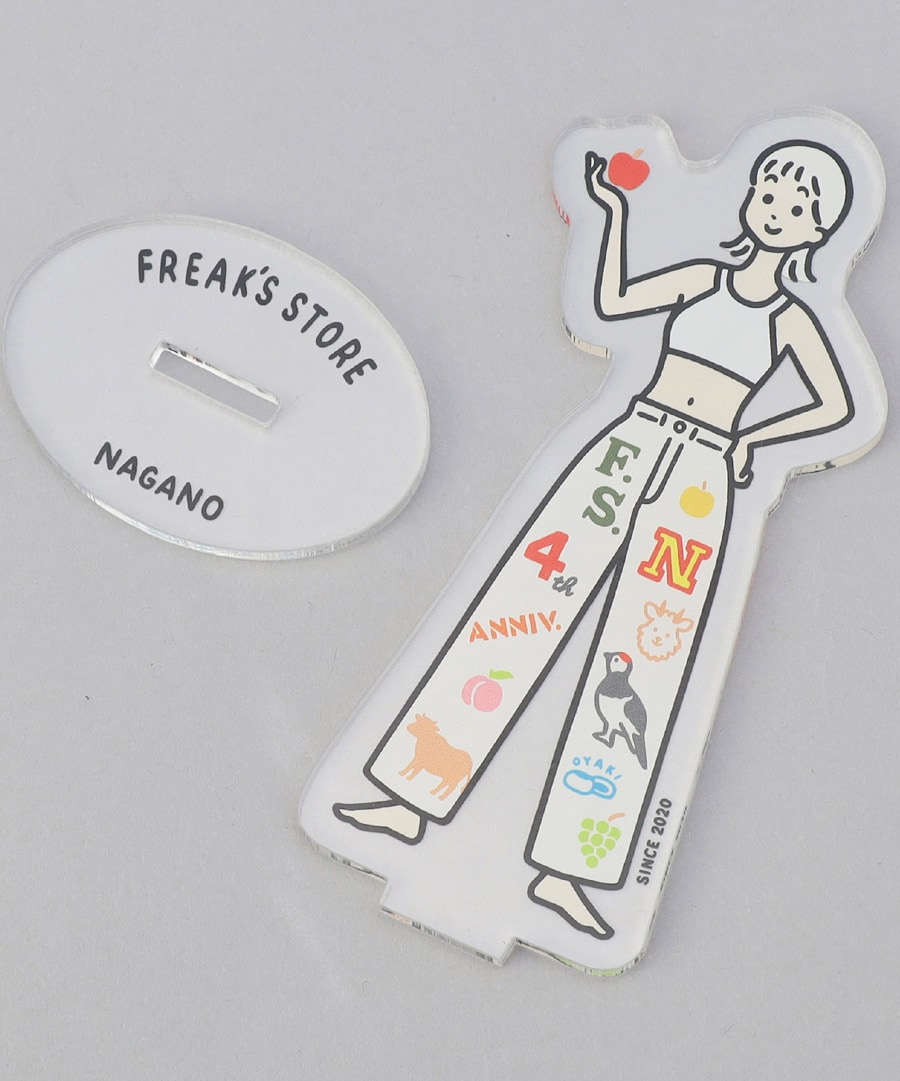 FREAK'S STORE
NAGANO
F.
S.
4th
ANNIV.
N
OYAKI
SINCE 2020